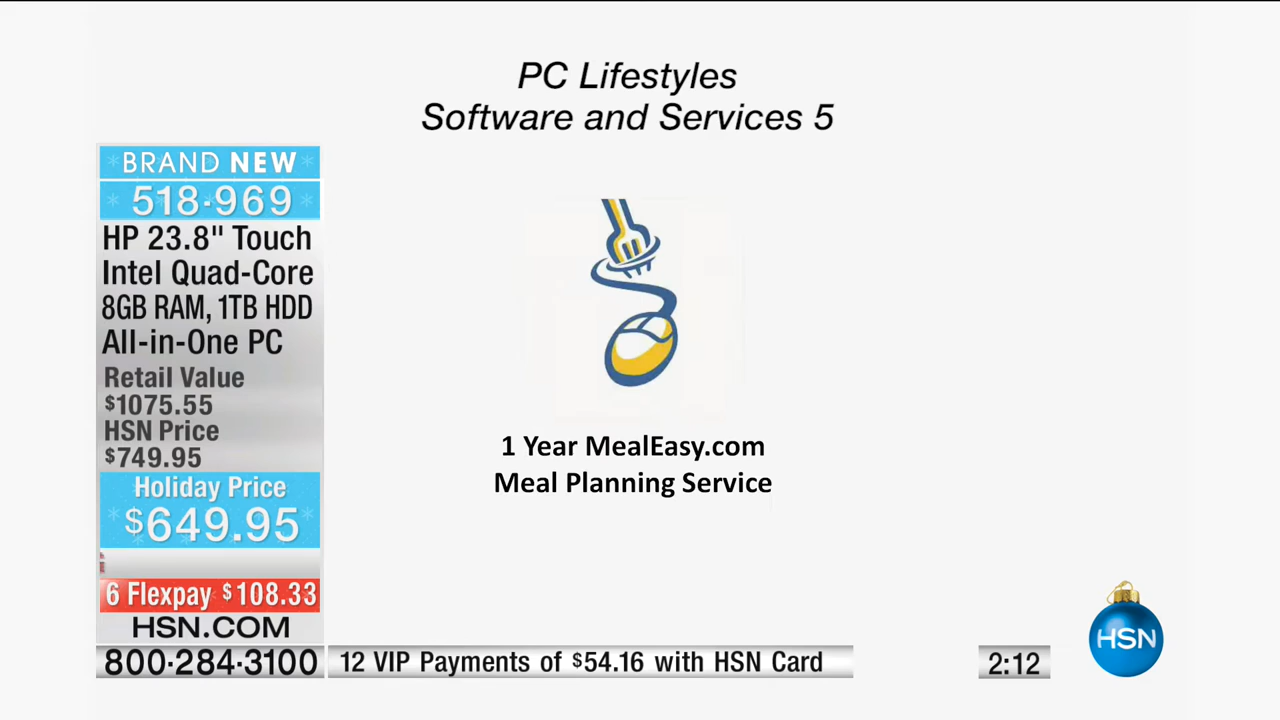 PC Lifestyles
Software and Services 5
BRAND NEW
518-969
HP 23.8" Touch
Intel Quad-Core
8GB RAM, 1TB HDD
All-in-One PC
Retail Value
$1075.55
HSN Price
$749.95
Holiday Price
$649.95
6 Flexpay $108.33
HSN.COM
800-284-3100
1 Year MealEasy.com
Meal Planning Service
12 VIP Payments of $54.16 with HSN Card
2:12
HSN